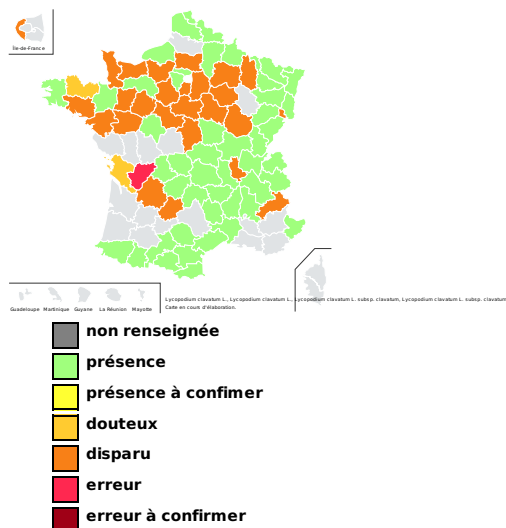 Île-de-France
Guadeloupe Martinique Guyane La Réunion Mayotte
Lycopodium clavatum L., Lycopodium clavatum L., Lycopodium clavatum L. subsp. clavatum, Lycopodium clavatum L. subsp. clavatum
Carte en cours d'élaboration.
non renseignée
présence
présence à confimer
douteux
disparu
erreur
erreur à confirmer